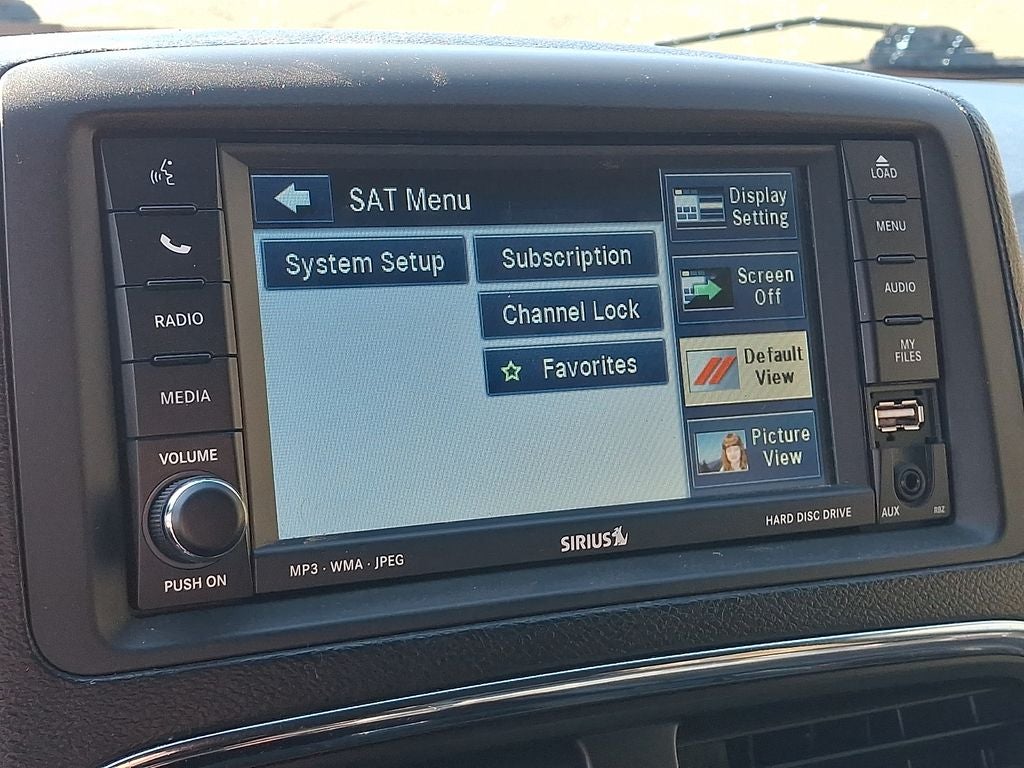 SAT Menu
System Setup
Subscription
Channel Lock
Favorites
Display
Setting
Screen
Off
Default
View
Picture
View
RADIO
MEDIA
VOLUME
PUSH ON
LOAD
MENU
AUDIO
MY
FILES
AUX
RBZ
MP3 · WMA · JPEG
SIRIUS
HARD DISC DRIVE